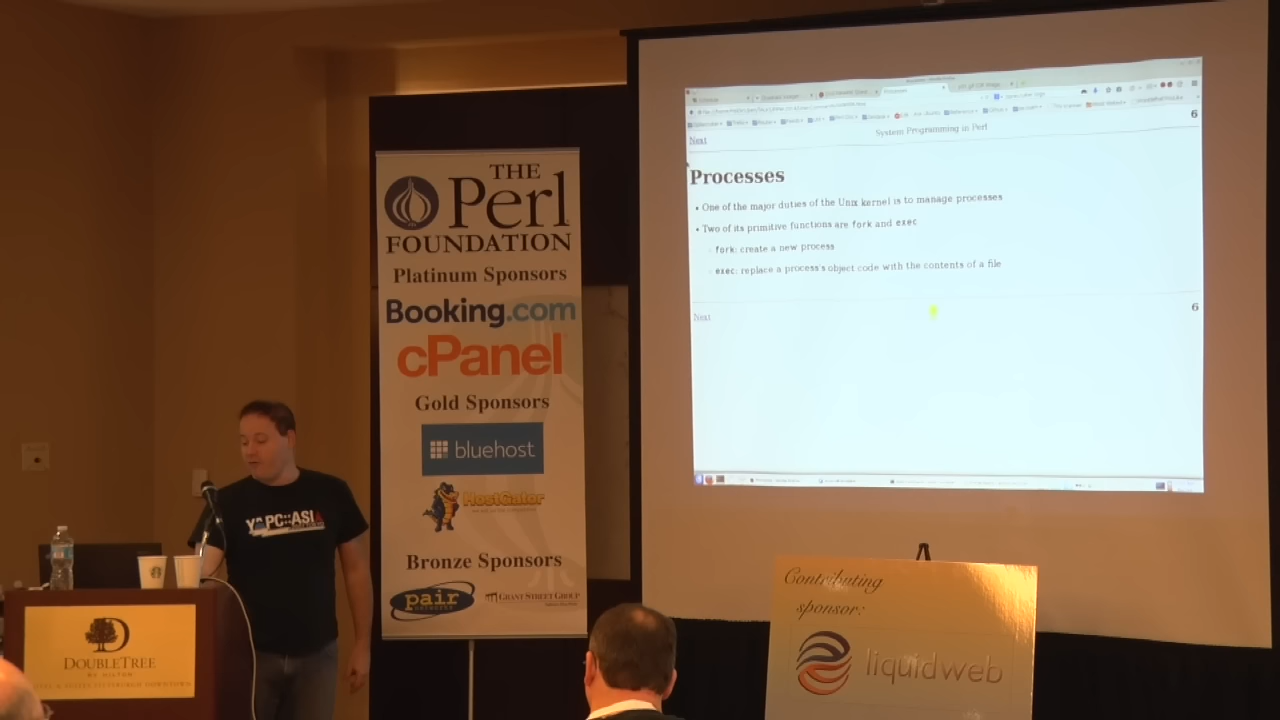 THE
Perl
FOUNDATION
Platinum Sponsors
Booking.com
cPanel
Gold Sponsors
bluehost
HostGator
Bronze Sponsors
pair
NETWORKS
GRANT STREET GROUP
Next
System Programming in Perl
6
Processes
• One of the major duties of the Unix kernel is to manage processes
• Two of its primitive functions are fork and exec
◦ fork: create a new process
◦ exec: replace a process's object code with the contents of a file
Next
6
YAPC::ASIA
D
DOUBLETREE
BY HILTON
Contributing
sponsor:
liquidweb